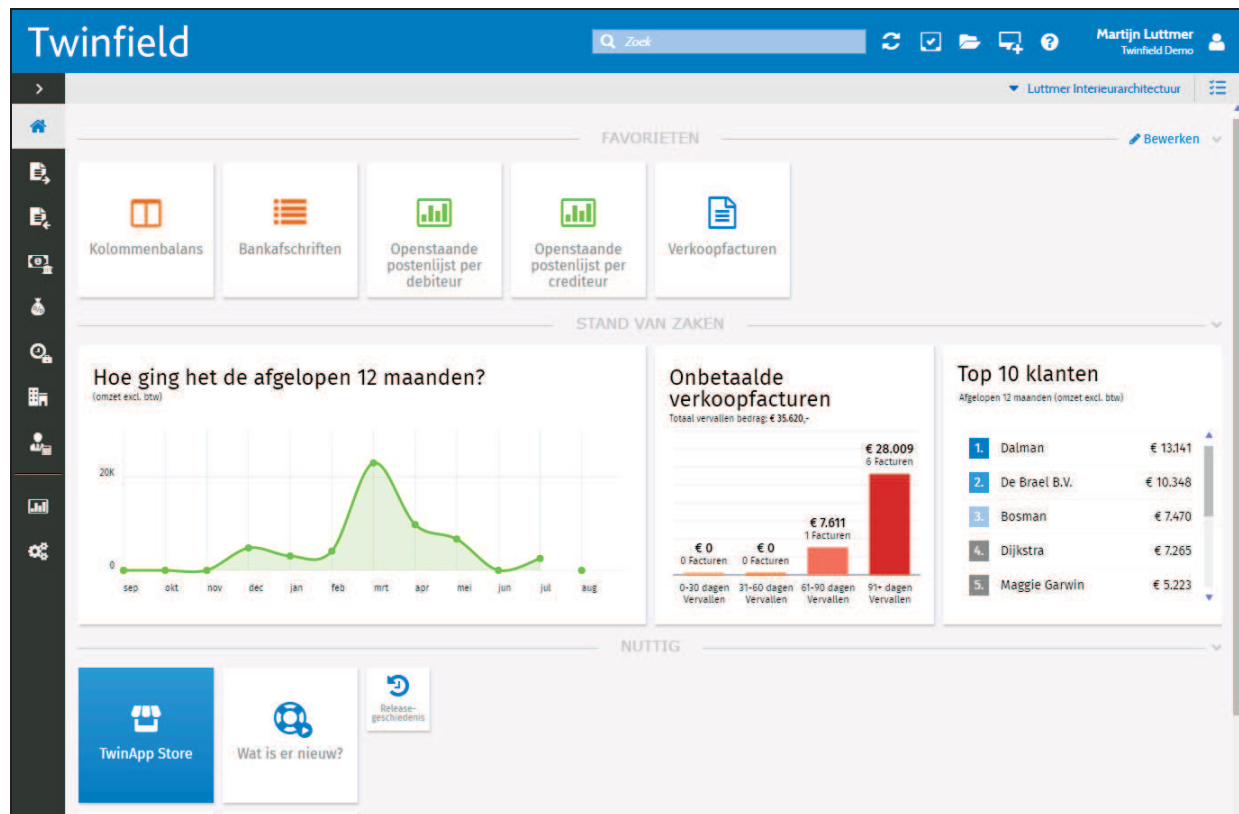 Twinfield
Zoek
Martijn Luttmer
Twinfield Demo
Luttmer Interieurarchitectuur
FAVORIETEN
Bewerken
Kolommenbalans
Bankafschriften
Openstaande
postenlijst per
debiteur
Openstaande
postenlijst per
crediteur
Verkoopfacturen
STAND VAN ZAKEN
Hoe ging het de afgelopen 12 maanden?
(omzet excl. btw)
20K
0
sep okt nov dec jan feb mrt apr mei jun jul aug
Onbetaalde
verkoopfacturen
Totaal vervallen bedrag: € 35.620,-
€ 28.009
6 Facturen
€ 7.611
1 Facturen
€ 0
0 Facturen
€ 0
0 Facturen
0-30 dagen
Vervallen
31-60 dagen
Vervallen
61-90 dagen
Vervallen
91+ dagen
Vervallen
Top 10 klanten
Afgelopen 12 maanden (omzet excl. btw)
1. Dalman € 13.141
2. De Brael B.V. € 10.348
3. Bosman € 7.470
4. Dijkstra € 7.265
5. Maggie Garwin € 5.223
NUTTIG
TwinApp Store
Wat is er nieuw?
Release-
geschiedenis